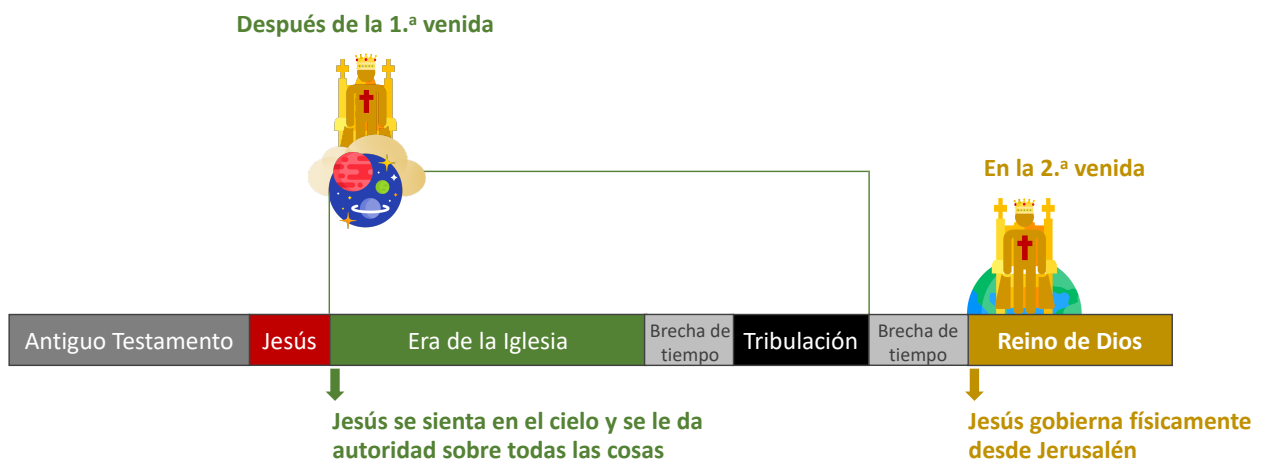 Después de la 1.ª venida
En la 2.ª venida
Antiguo Testamento
Jesús
Era de la Iglesia
Brecha de
tiempo
Tribulación
Brecha de
tiempo
Reino de Dios
Jesús se sienta en el cielo y se le da
autoridad sobre todas las cosas
Jesús gobierna físicamente
desde Jerusalén